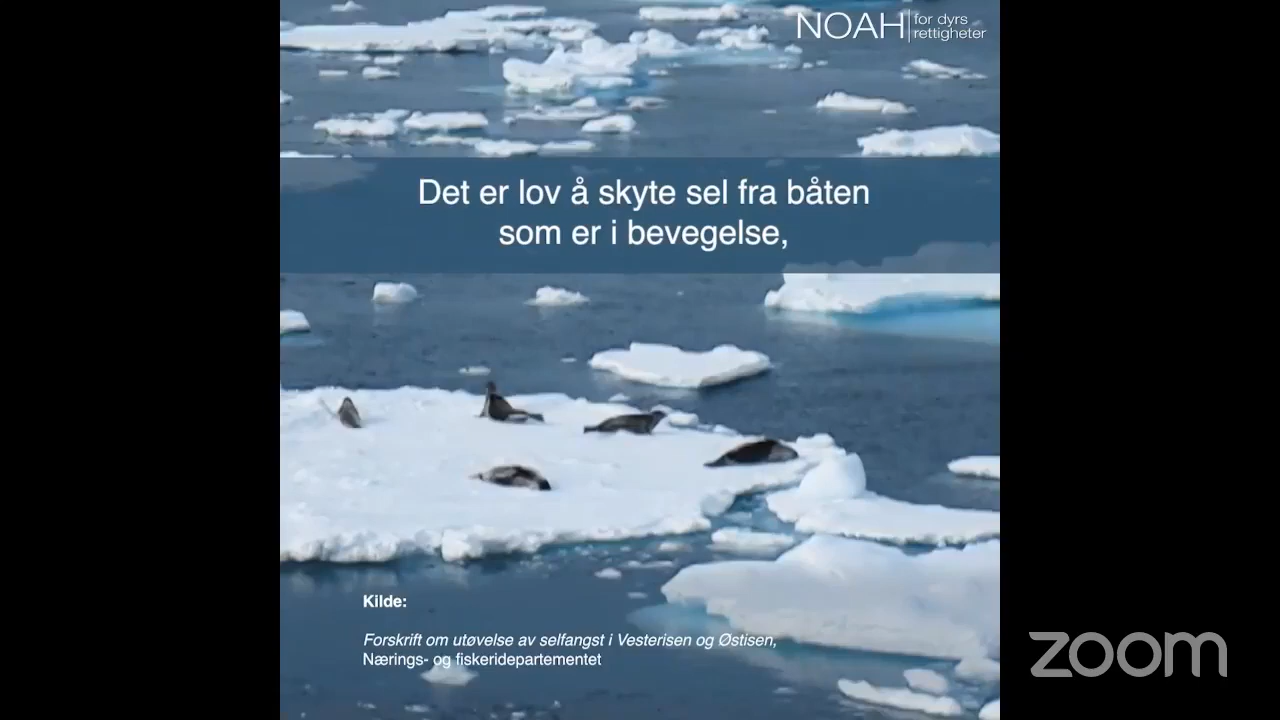 NOAH for dyrs
rettigheter
Det er lov å skyte sel fra båten
som er i bevegelse,
Kilde:
Forskrift om utøvelse av selfangst i Vesterisen og Østisen,
Nærings- og fiskeridepartementet
zoom